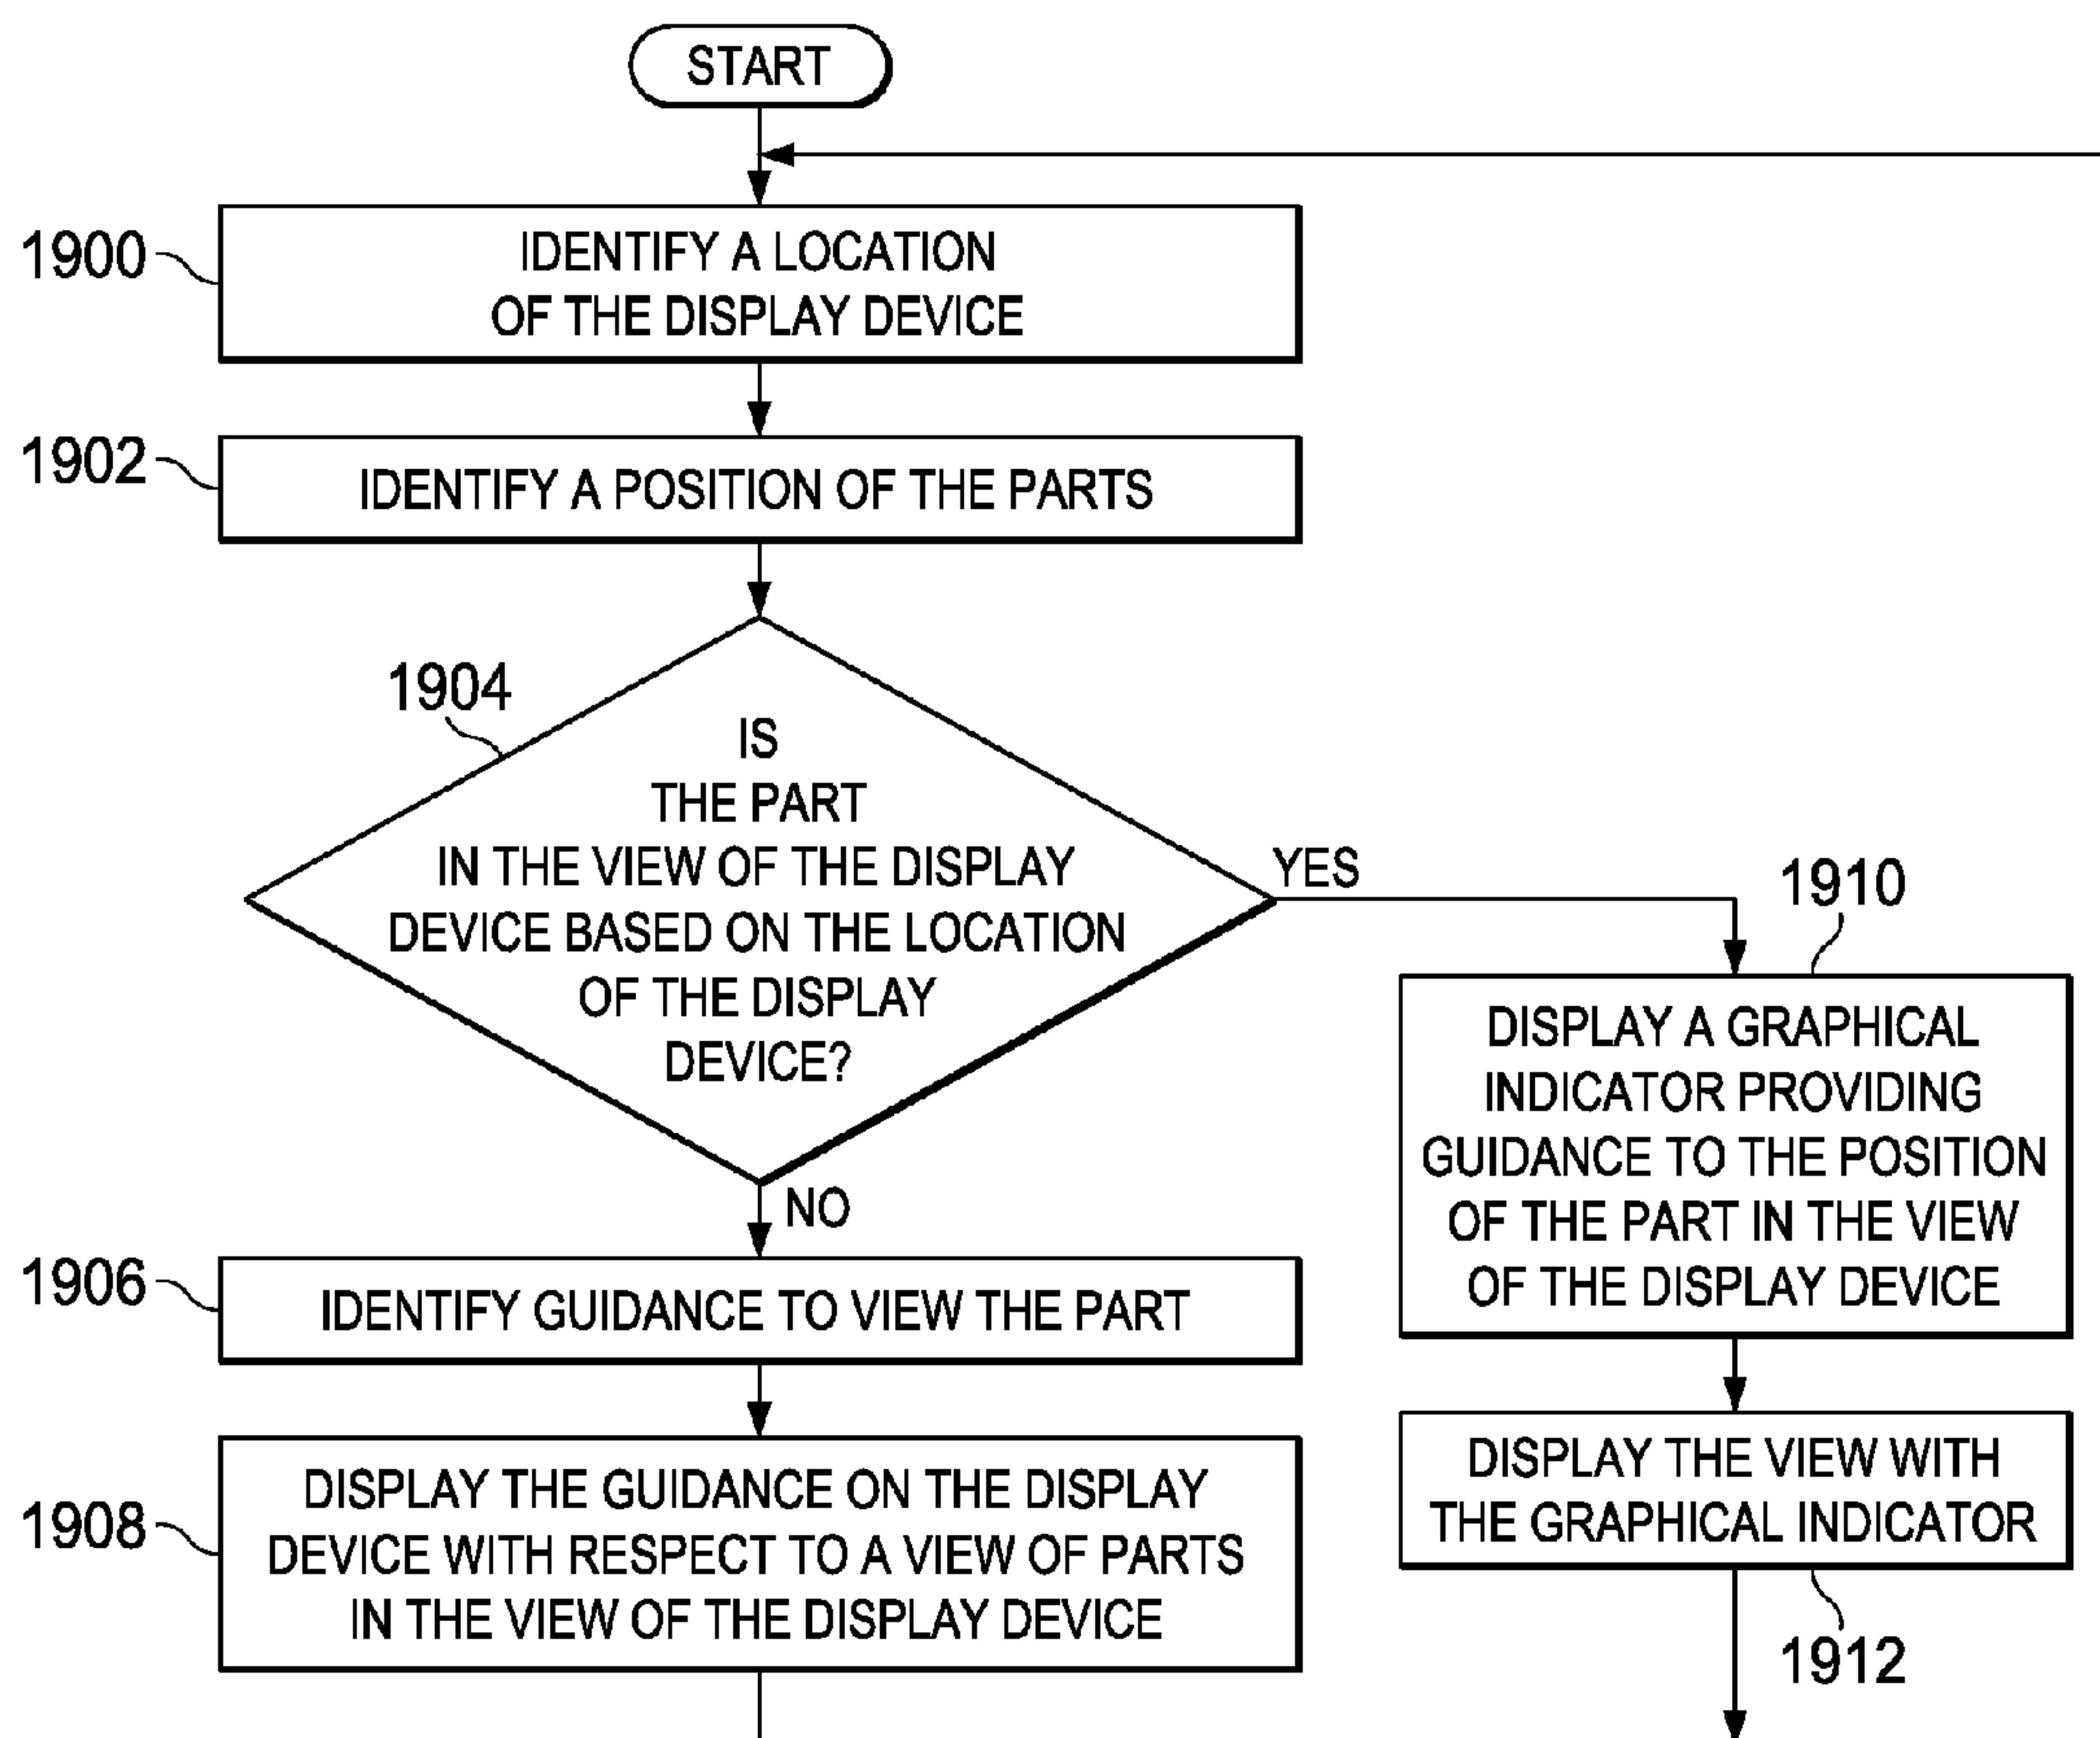 START
1900
IDENTIFY A LOCATION
OF THE DISPLAY DEVICE
1902
IDENTIFY A POSITION OF THE PARTS
1904
IS
THE PART
IN THE VIEW OF THE DISPLAY
DEVICE BASED ON THE LOCATION
OF THE DISPLAY
DEVICE?
YES
NO
1906
IDENTIFY GUIDANCE TO VIEW THE PART
1908
DISPLAY THE GUIDANCE ON THE DISPLAY
DEVICE WITH RESPECT TO A VIEW OF PARTS
IN THE VIEW OF THE DISPLAY DEVICE
1910
DISPLAY A GRAPHICAL
INDICATOR PROVIDING
GUIDANCE TO THE POSITION
OF THE PART IN THE VIEW
OF THE DISPLAY DEVICE
DISPLAY THE VIEW WITH
THE GRAPHICAL INDICATOR
1912